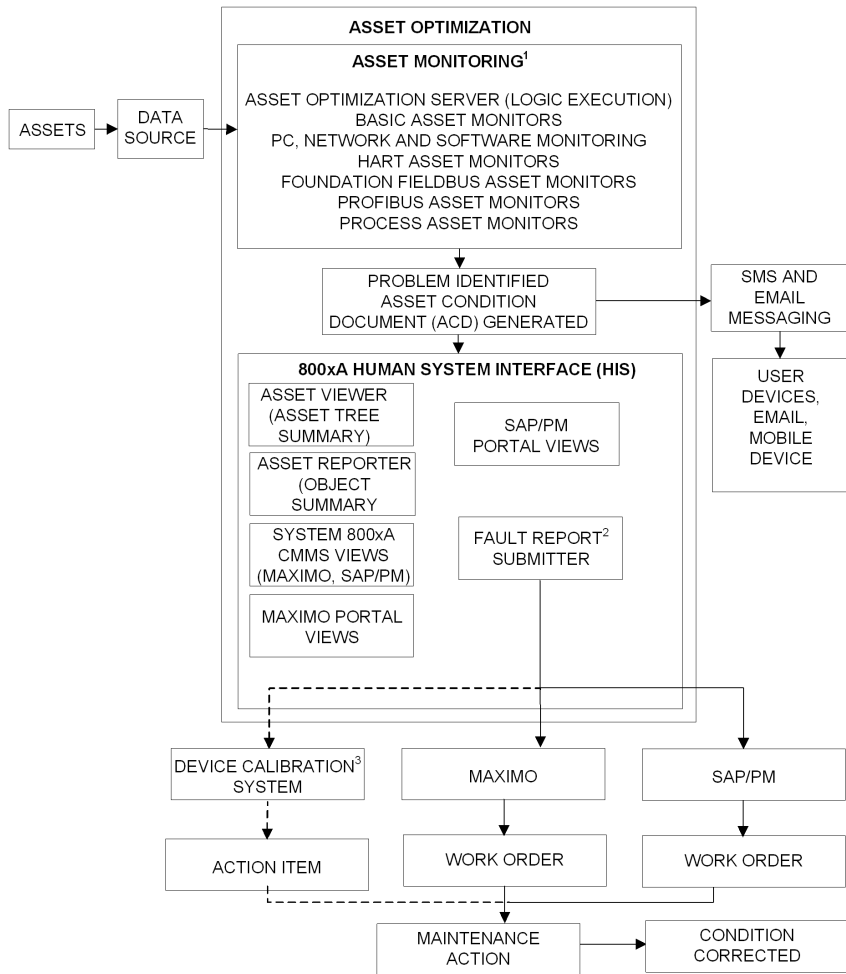 ASSET OPTIMIZATION
ASSET MONITORING1
ASSET OPTIMIZATION SERVER (LOGIC EXECUTION)
BASIC ASSET MONITORS
PC, NETWORK AND SOFTWARE MONITORING
HART ASSET MONITORS
FOUNDATION FIELDBUS ASSET MONITORS
PROFIBUS ASSET MONITORS
PROCESS ASSET MONITORS
ASSETS
DATA
SOURCE
PROBLEM IDENTIFIED
ASSET CONDITION
DOCUMENT (ACD) GENERATED
SMS AND
EMAIL
MESSAGING
USER
DEVICES,
EMAIL,
MOBILE
DEVICE
800xA HUMAN SYSTEM INTERFACE (HIS)
ASSET VIEWER
(ASSET TREE
SUMMARY)
SAP/PM
PORTAL VIEWS
ASSET REPORTER
(OBJECT
SUMMARY
SYSTEM 800xA
CMMS VIEWS
(MAXIMO, SAP/PM)
FAULT REPORT2
SUBMITTER
MAXIMO PORTAL
VIEWS
DEVICE CALIBRATION3
SYSTEM
MAXIMO
SAP/PM
ACTION ITEM
WORK ORDER
WORK ORDER
MAINTENANCE
ACTION
CONDITION
CORRECTED